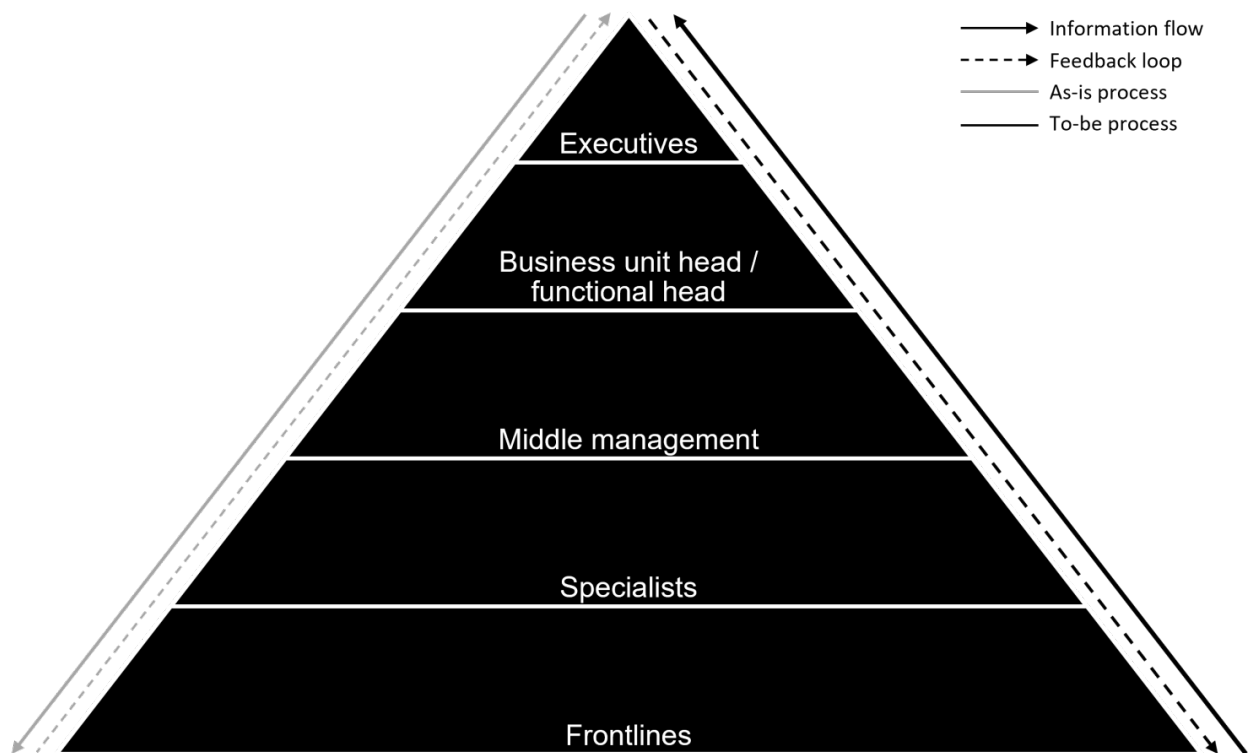 Information flow
Feedback loop
As-is process
To-be process
Executives
Business unit head /
functional head
Middle management
Specialists
Frontlines